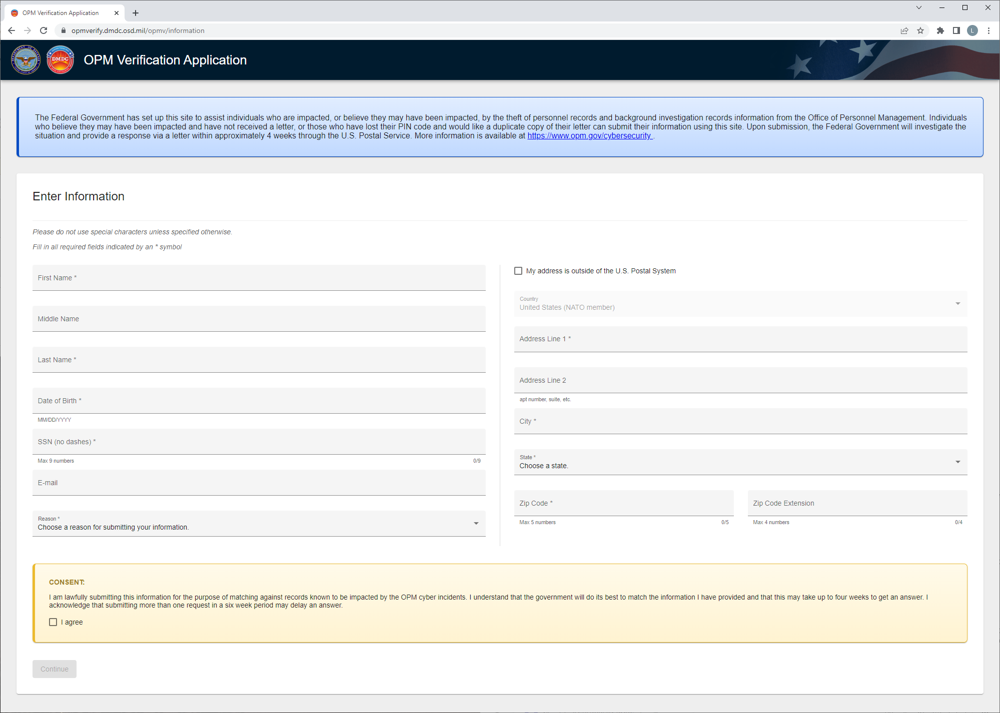 OPM Verification Application
opmverify.dmdc.osd.mil/opmv/information
L
DMDC
OPM Verification Application
The Federal Government has set up this site to assist individuals who are impacted, or believe they may have been impacted, by the theft of personnel records and background investigation records information from the Office of Personnel Management. Individuals
who believe they may have been impacted and have not received a letter, or those who have lost their PIN code and would like a duplicate copy of their letter can submit their information using this site. Upon submission, the Federal Government will investigate the
situation and provide a response via a letter within approximately 4 weeks through the U.S. Postal Service. More information is available at https://www.opm.gov/cybersecurity .
Enter Information
Please do not use special characters unless specified otherwise.
Fill in all required fields indicated by an * symbol
First Name *
Middle Name
Last Name *
Date of Birth *
MM/DD/YYYY
SSN (no dashes) *
Max 9 numbers 0/9
E-mail
Reason *
Choose a reason for submitting your information.
My address is outside of the U.S. Postal System
Country
United States (NATO member)
Address Line 1 *
Address Line 2
apt number, suite, etc.
City *
State *
Choose a state.
Zip Code *
Max 5 numbers 0/5
Zip Code Extension
Max 4 numbers 0/4
CONSENT:
I am lawfully submitting this information for the purpose of matching against records known to be impacted by the OPM cyber incidents. I understand that the government will do its best to match the information I have provided and that this may take up to four weeks to get an answer. I
acknowledge that submitting more than one request in a six week period may delay an answer.
I agree
Continue